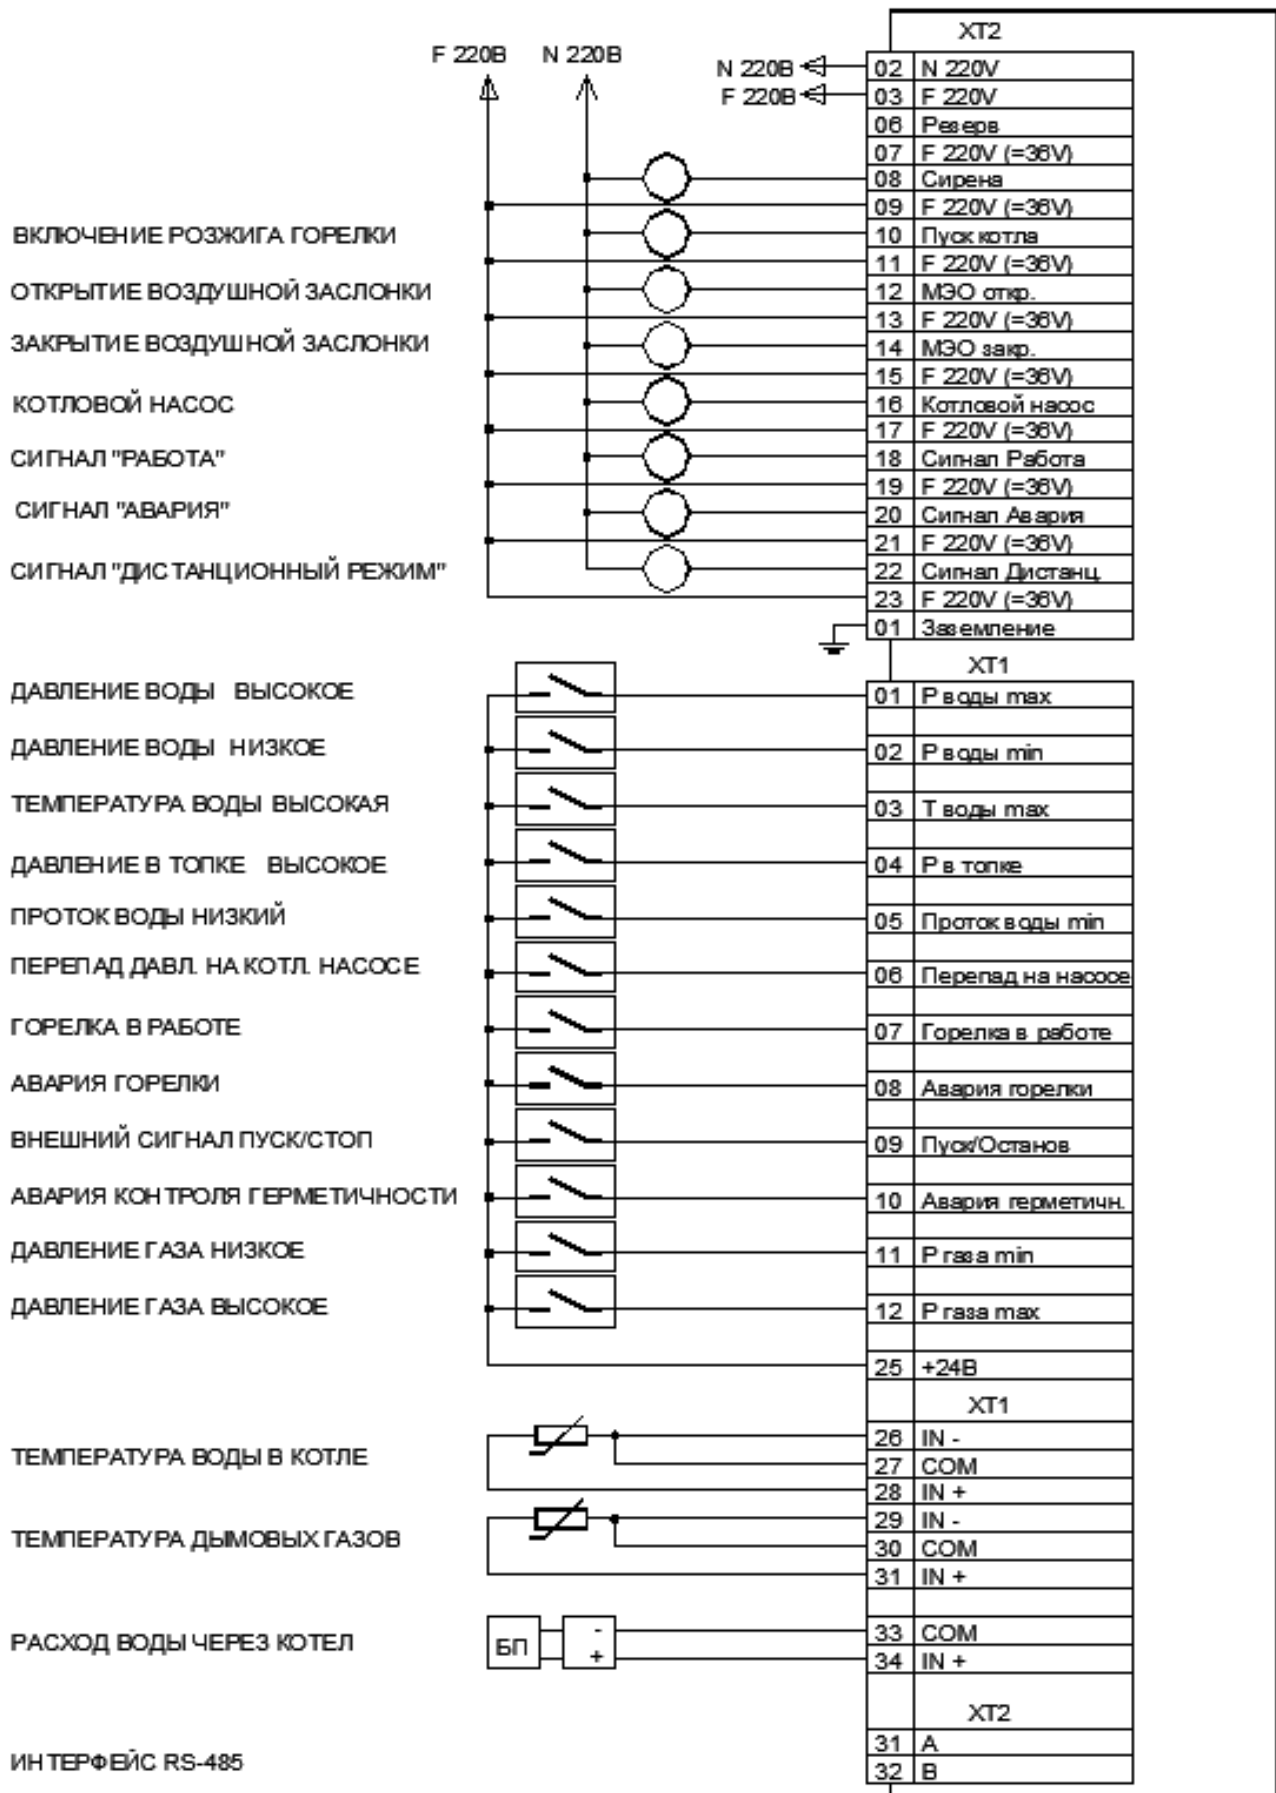 XT2
F 220В N 220В
N 220В 02 N 220V
F 220В 03 F 220V
06 Резерв
07 F 220V (=36V)
08 Сирена
09 F 220V (=36V)
ВКЛЮЧЕНИЕ РОЗЖИГА ГОРЕЛКИ 10 Пуск котла
11 F 220V (=36V)
ОТКРЫТИЕ ВОЗДУШНОЙ ЗАСЛОНКИ 12 МЭО откр.
13 F 220V (=36V)
ЗАКРЫТИЕ ВОЗДУШНОЙ ЗАСЛОНКИ 14 МЭО закр.
15 F 220V (=36V)
КОТЛОВОЙ НАСОС 16 Котловой насос
17 F 220V (=36V)
СИГНАЛ "РАБОТА" 18 Сигнал Работа
19 F 220V (=36V)
СИГНАЛ "АВАРИЯ" 20 Сигнал Авария
21 F 220V (=36V)
СИГНАЛ "ДИСТАНЦИОННЫЙ РЕЖИМ" 22 Сигнал Дистанц.
23 F 220V (=36V)
01 Заземление
XT1
ДАВЛЕНИЕ ВОДЫ ВЫСОКОЕ 01 Р воды max
ДАВЛЕНИЕ ВОДЫ НИЗКОЕ 02 Р воды min
ТЕМПЕРАТУРА ВОДЫ ВЫСОКАЯ 03 Т воды max
ДАВЛЕНИЕ В ТОПКЕ ВЫСОКОЕ 04 Р в топке
ПРОТОК ВОДЫ НИЗКИЙ 05 Проток воды min
ПЕРЕПАД ДАВЛ. НА КОТЛ. НАСОСЕ 06 Перепад на насосе
ГОРЕЛКА В РАБОТЕ 07 Горелка в работе
АВАРИЯ ГОРЕЛКИ 08 Авария горелки
ВНЕШНИЙ СИГНАЛ ПУСК/СТОП 09 Пуск/Останов
АВАРИЯ КОНТРОЛЯ ГЕРМЕТИЧНОСТИ 10 Авария герметичн.
ДАВЛЕНИЕ ГАЗА НИЗКОЕ 11 Р газа min
ДАВЛЕНИЕ ГАЗА ВЫСОКОЕ 12 Р газа max
25 +24В
XT1
26 IN -
ТЕМПЕРАТУРА ВОДЫ В КОТЛЕ 27 COM
28 IN +
29 IN -
ТЕМПЕРАТУРА ДЫМОВЫХ ГАЗОВ 30 COM
31 IN +
РАСХОД ВОДЫ ЧЕРЕЗ КОТЕЛ БП - 33 COM
+ 34 IN +
XT2
31 A
ИНТЕРФЕЙС RS-485
32 B